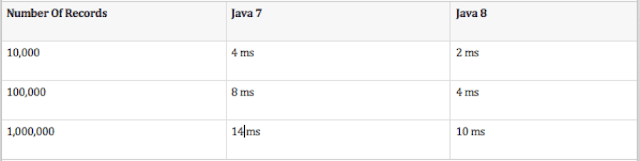 Number Of Records Java 7 Java 8
10,000 4 ms 2 ms
100,000 8 ms 4 ms
1,000,000 14 ms 10 ms